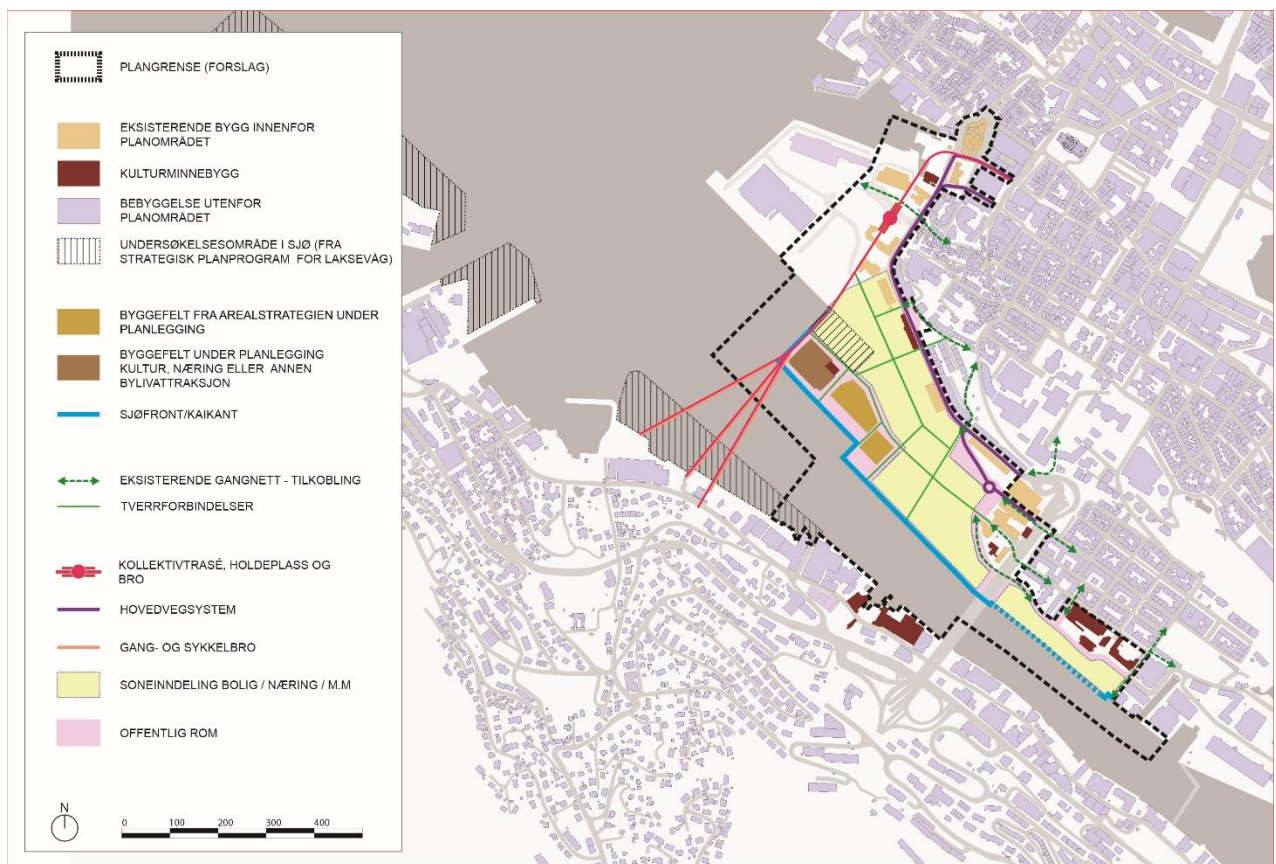 PLANGRENSE (FORSLAG)
EKSISTERENDE BYGG INNENFOR
PLANOMRÅDET
KULTURMINNEBYGG
BEBYGGELSE UTENFOR
PLANOMRÅDET
UNDERSØKELSESOMRÅDE I SJØ (FRA
STRATEGISK PLANPROGRAM FOR LAKSEVÅG)
BYGGEFELT FRA AREALSTRATEGIEN UNDER
PLANLEGGING
BYGGEFELT UNDER PLANLEGGING
KULTUR, NÆRING ELLER ANNEN
BYLIVATTRAKSJON
SJØFRONT/KAIKANT
EKSISTERENDE GANGNETT - TILKOBLING
TVERRFORBINDELSER
KOLLEKTIVTRASÉ, HOLDEPLASS OG
BRO
HOVEDVEGSYSTEM
GANG- OG SYKKELBRO
SONEINNDELING BOLIG / NÆRING / M.M
OFFENTLIG ROM
N
0 100 200 300 400